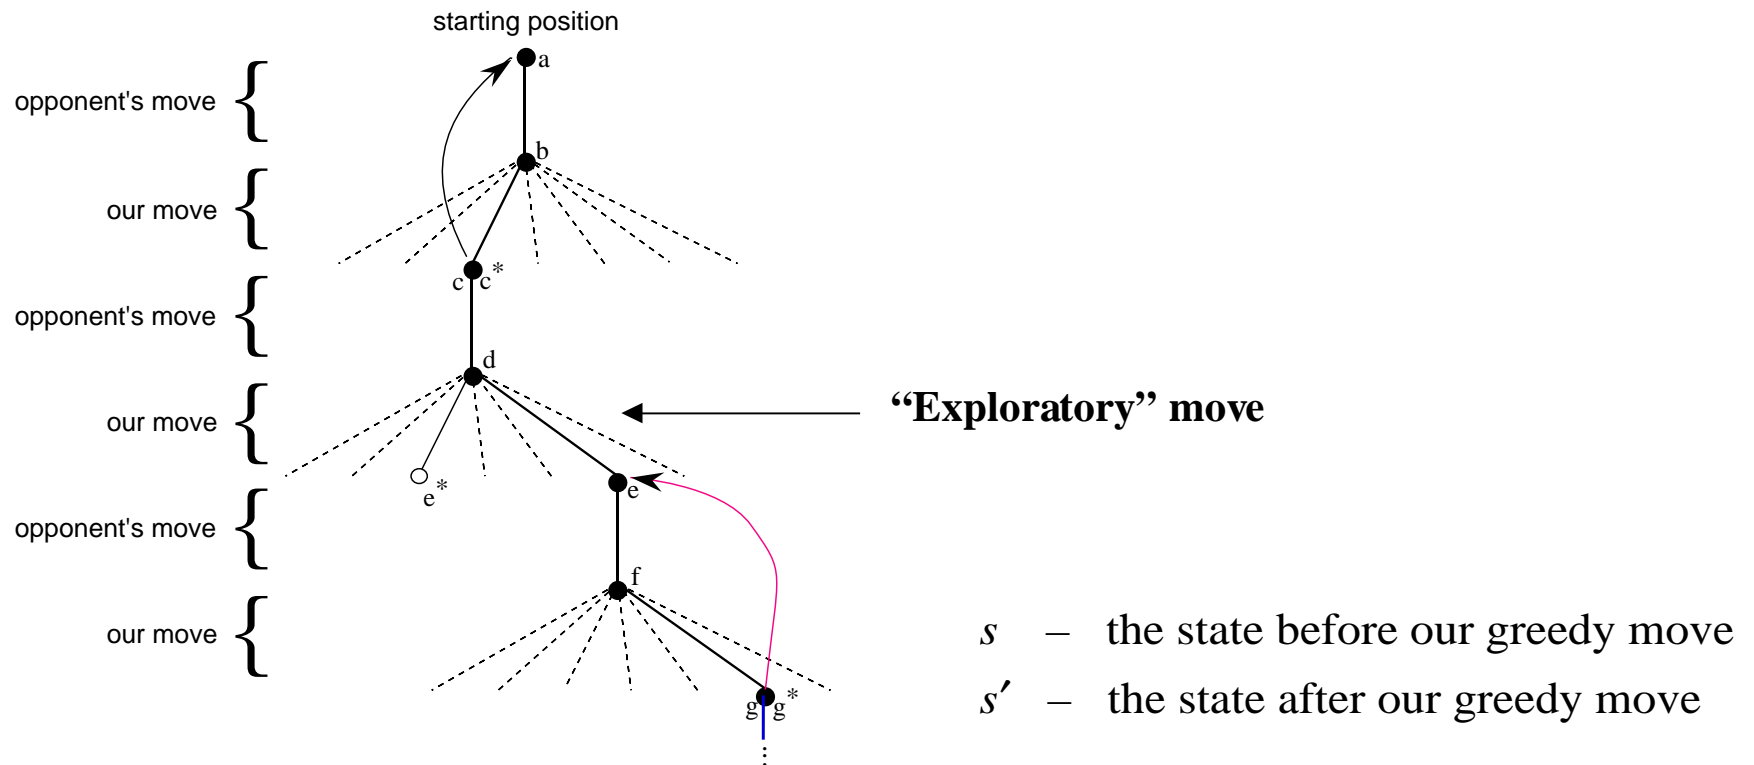 starting position
a
opponent's move {
b
our move {
c c*
opponent's move {
d
“Exploratory” move
our move {
e*
e
opponent's move {
f
our move {
s – the state before our greedy move
g g*
s′ – the state after our greedy move
⋮